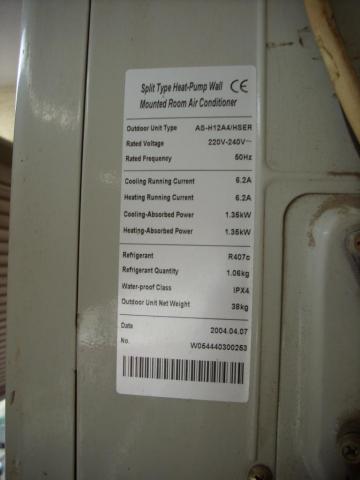 Split Type Heat-Pump Wall CE
Mounted Room Air Conditioner
Outdoor Unit Type AS-H12A4/HSER
Rated Voltage 220V-240V~
Rated Frequency 50Hz
Cooling Running Current 6.2A
Heating Running Current 6.2A
Cooling-Absorbed Power 1.35kW
Heating-Absorbed Power 1.35kW
Refrigerant R407c
Refrigerant Quantity 1.06kg
Water-proof Class IPX4
Outdoor Unit Net Weight 38kg
Date 2004.04.07
No. W054440300253